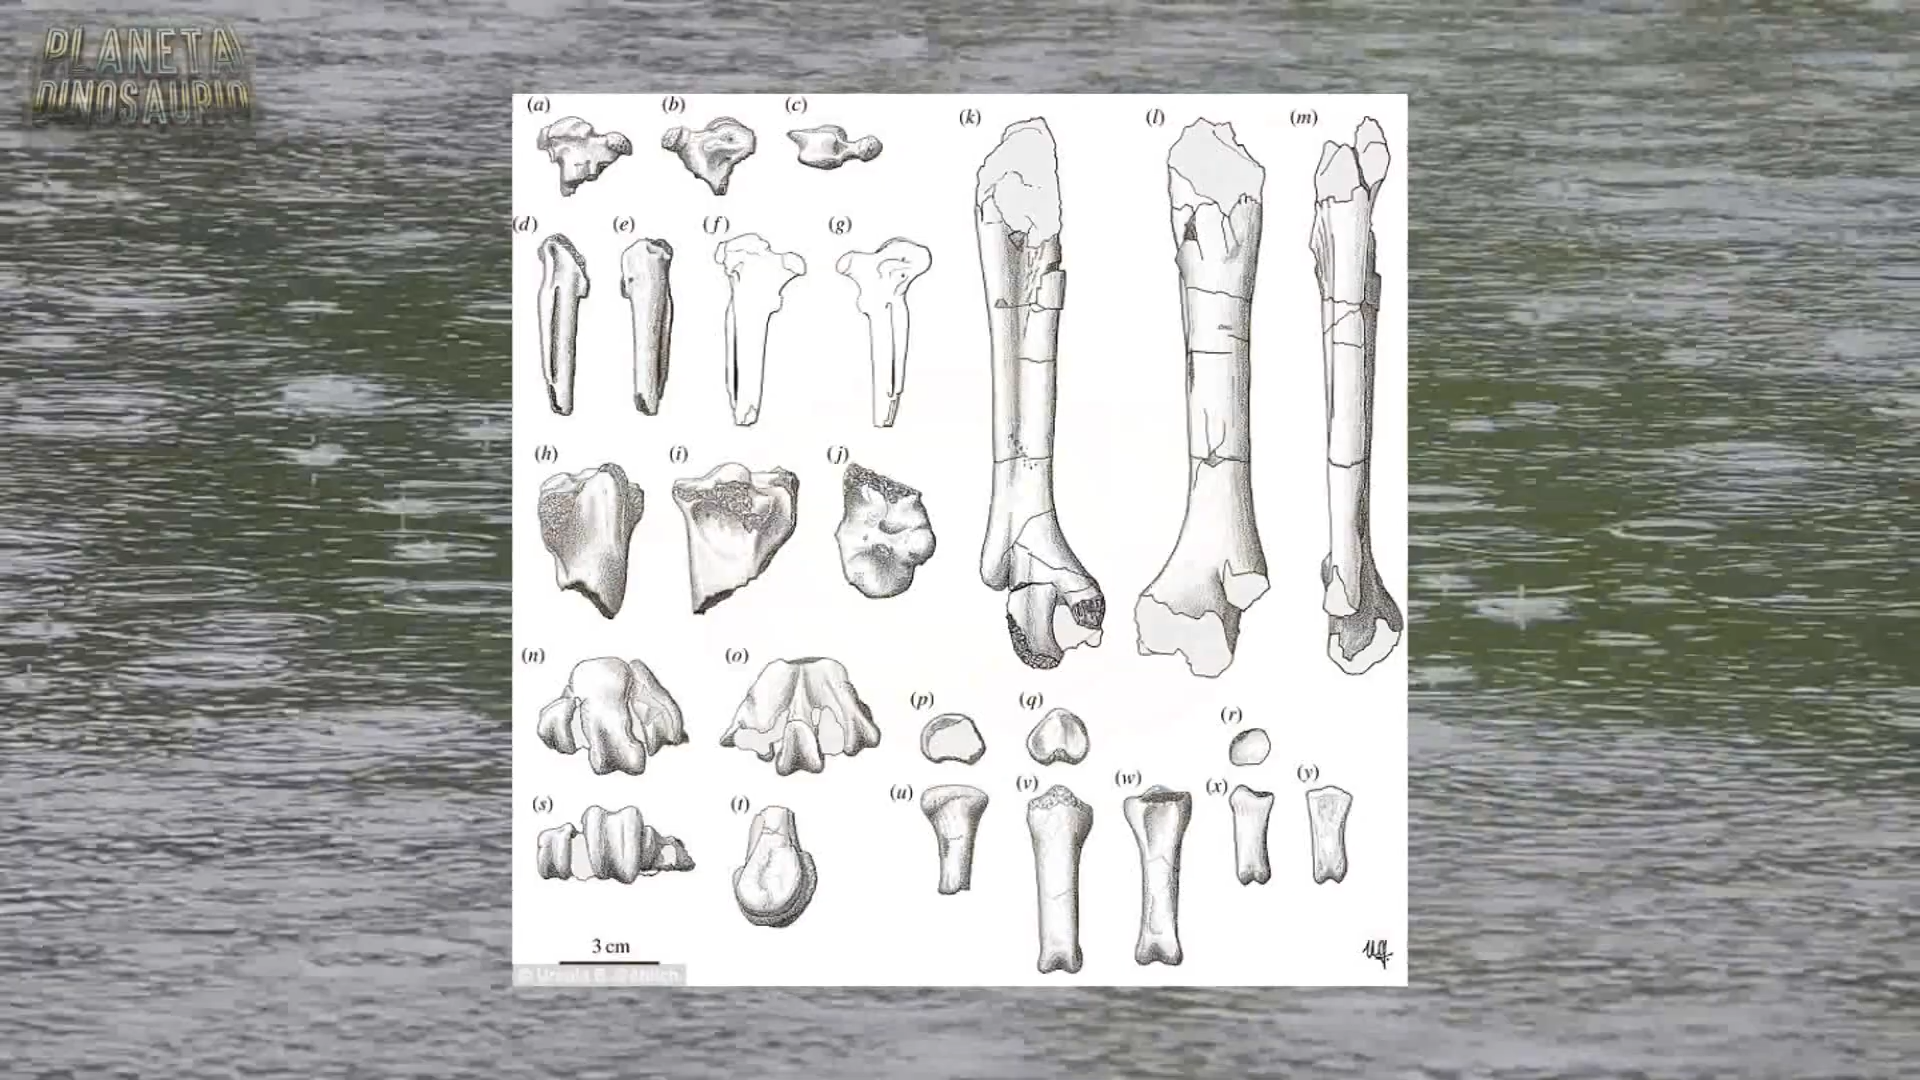 PLANETA
DINOSAURIO
(a) (b) (c) (k) (l) (m)
(d) (e) (f) (g)
(h) (i) (j)
(n) (o) (p) (q) (r)
(s) (t) (u) (v) (w) (x) (y)
3 cm